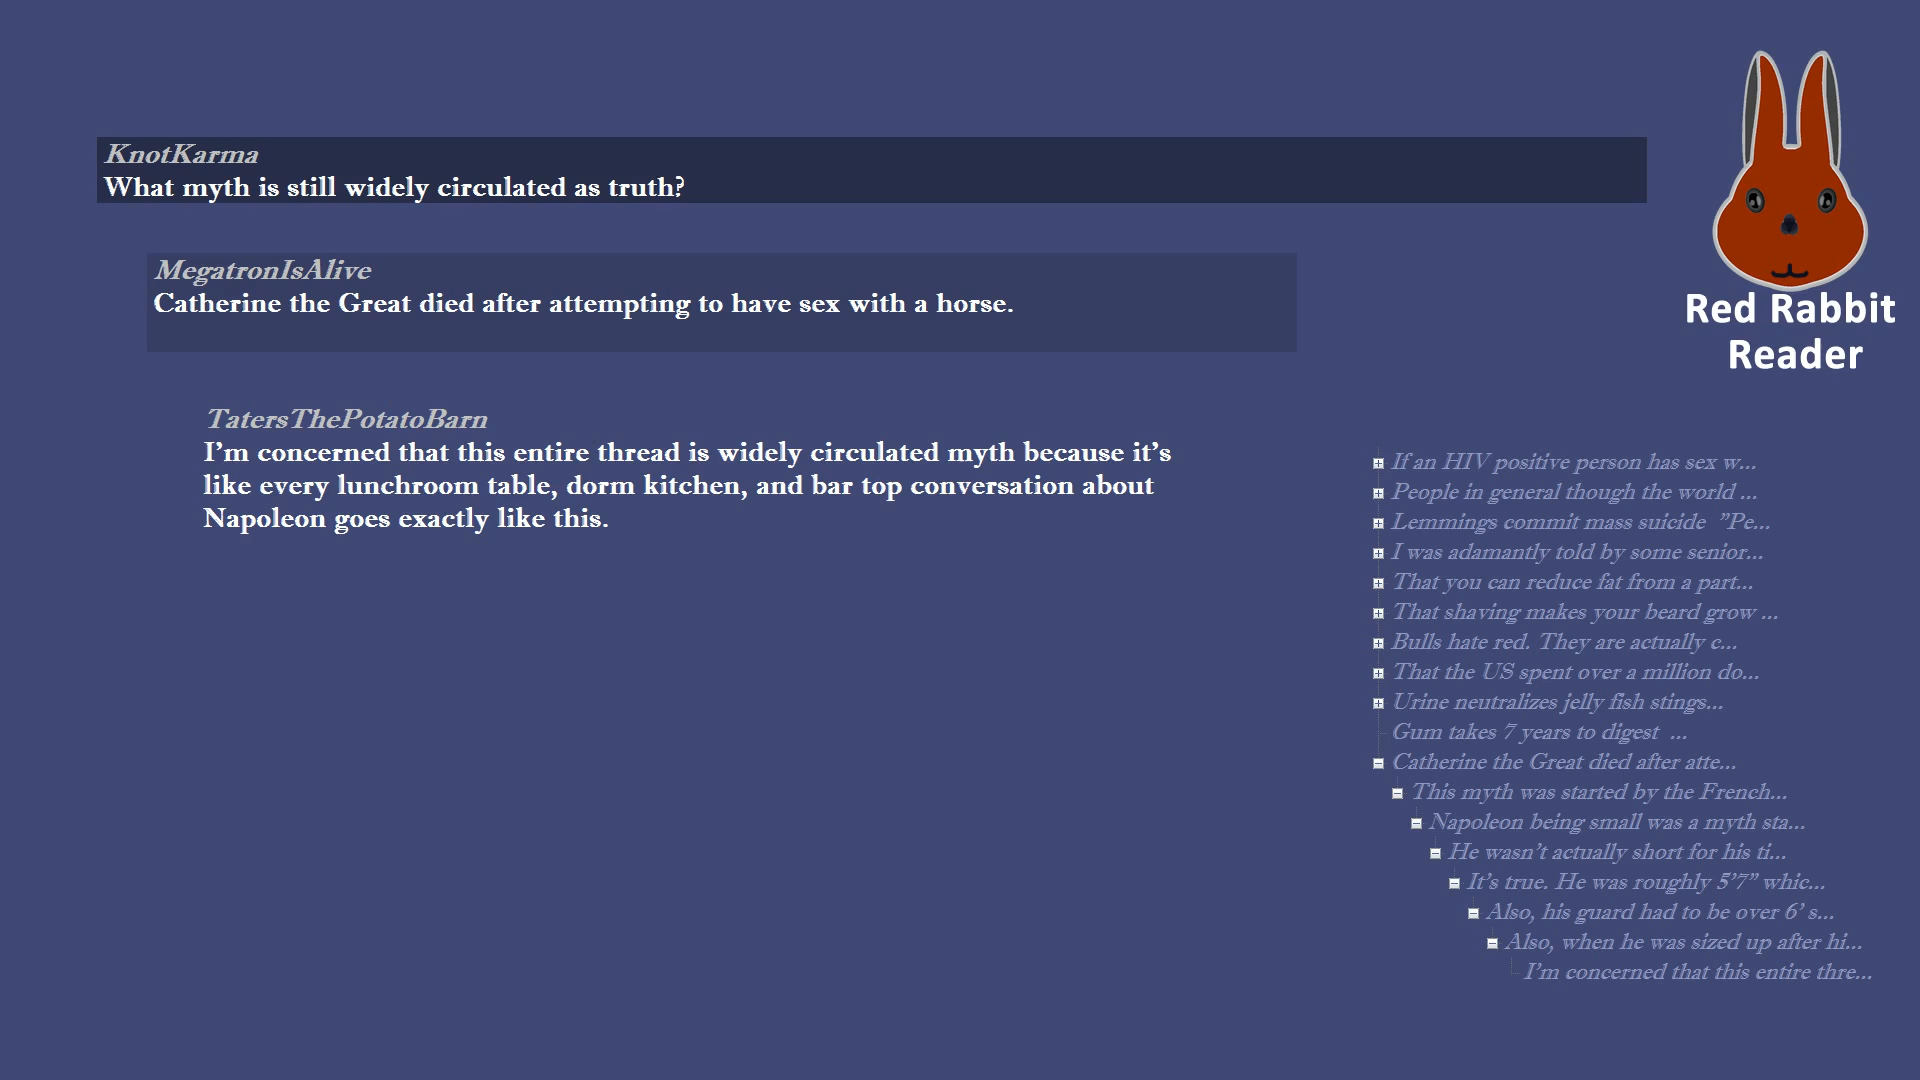 KnotKarma
What myth is still widely circulated as truth?
MegatronIsAlive
Catherine the Great died after attempting to have sex with a horse.
TatersThePotatoBarn
I'm concerned that this entire thread is widely circulated myth because it's
like every lunchroom table, dorm kitchen, and bar top conversation about
Napoleon goes exactly like this.
Red Rabbit
Reader
If an HIV positive person has sex w...
People in general though the world ...
Lemmings commit mass suicide  "Pe...
I was adamantly told by some senior...
That you can reduce fat from a part...
That shaving makes your beard grow ...
Bulls hate red. They are actually c...
That the US spent over a million do...
Urine neutralizes jelly fish stings...
Gum takes 7 years to digest  ...
Catherine the Great died after atte...
This myth was started by the French...
Napoleon being small was a myth sta...
He wasn't actually short for his ti...
It's true. He was roughly 5'7" whic...
Also, his guard had to be over 6' s...
Also, when he was sized up after hi...
I'm concerned that this entire thre...